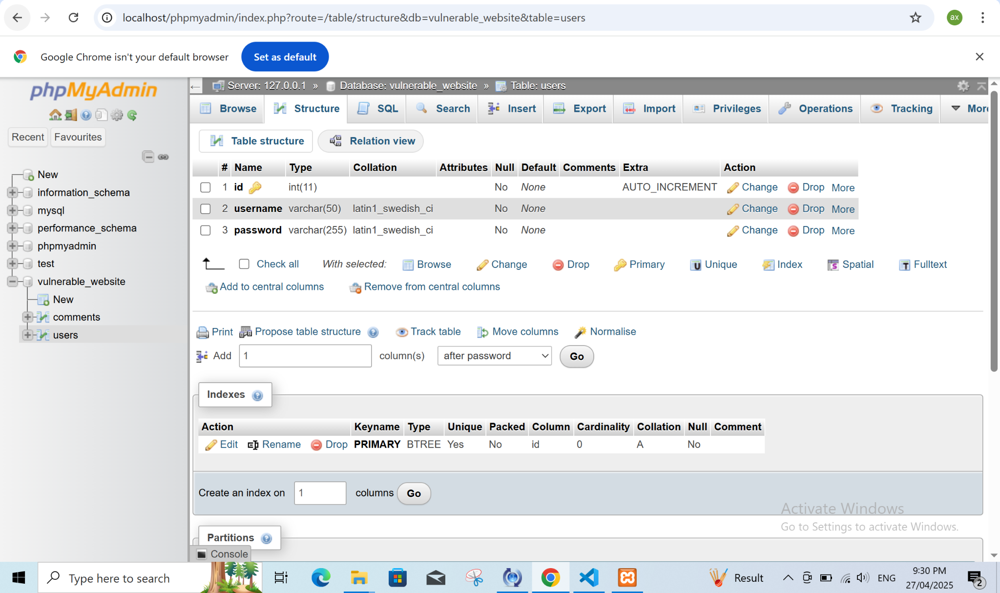 localhost/phpmyadmin/index.php?route=/table/structure&db=vulnerable_website&table=users
ax
Google Chrome isn't your default browser
Set as default
phpMyAdmin
Recent
Favourites
New
information_schema
mysql
performance_schema
phpmyadmin
test
vulnerable_website
New
comments
users
Server: 127.0.0.1 » Database: vulnerable_website » Table: users
Browse Structure SQL Search Insert Export Import Privileges Operations Tracking More
Table structure Relation view
# Name Type Collation Attributes Null Default Comments Extra Action
1 id int(11) No None AUTO_INCREMENT Change Drop More
2 username varchar(50) latin1_swedish_ci No None Change Drop More
3 password varchar(255) latin1_swedish_ci No None Change Drop More
Check all With selected: Browse Change Drop Primary Unique Index Spatial Fulltext
Add to central columns Remove from central columns
Print Propose table structure Track table Move columns Normalise
Add 1 column(s) after password Go
Indexes
Action Keyname Type Unique Packed Column Cardinality Collation Null Comment
Edit Rename Drop PRIMARY BTREE Yes No id 0 A No
Create an index on 1 columns Go
Activate Windows
Go to Settings to activate Windows.
Partitions
Console
Type here to search
Result
ENG
9:30 PM
27/04/2025
2